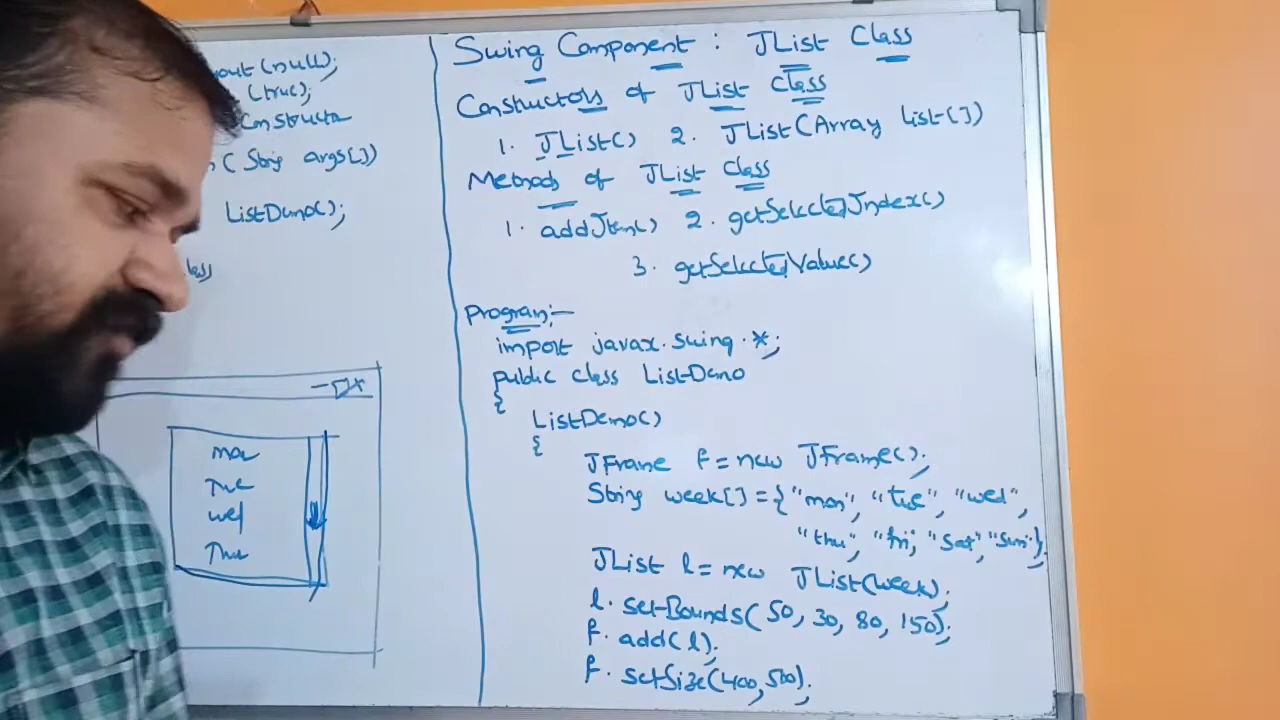 out(null);
(true);
Constructor
( String args[])
ListDemo();
class
mon
Tue
wed
Thu
Swing Component : JList Class
Constuctors of JList class
1. JList() 2. JList(Array list[])
Methods of JList class
1. addItem() 2. getSelectedIndex()
3. getSelectedValue()
Program:-
import javax.swing.*;
public class ListDemo
{
ListDemo()
{
JFrame f = new JFrame();
String week[] = {"mon", "tue", "wed",
"thu", "fri", "sat", "sun"};
JList l = new JList(week);
l.setBounds(50, 30, 80, 150);
f.add(l);
f.setSize(400,500);